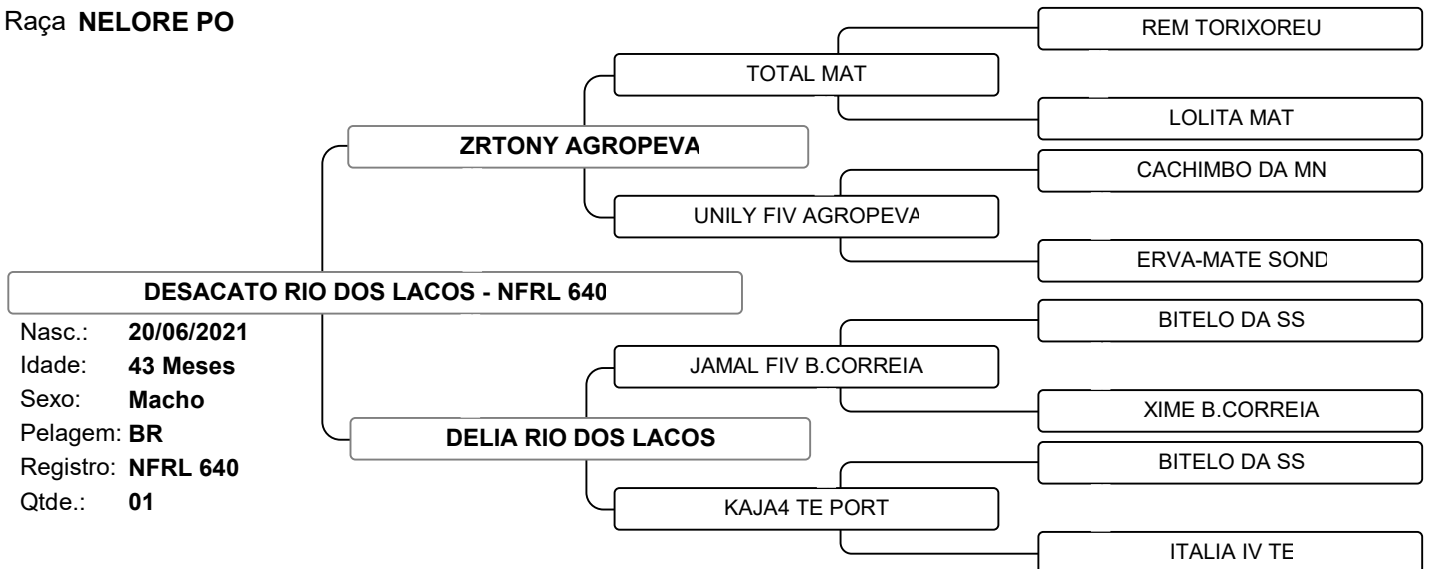 Raça NELORE PO
REM TORIXOREU
TOTAL MAT
LOLITA MAT
ZRTONY AGROPEVA
CACHIMBO DA MN
UNILY FIV AGROPEVA
ERVA-MATE SOND
DESACATO RIO DOS LACOS - NFRL 640
Nasc.: 20/06/2021
Idade: 43 Meses
Sexo: Macho
Pelagem: BR
Registro: NFRL 640
Qtde.: 01
BITELO DA SS
JAMAL FIV B.CORREIA
XIME B.CORREIA
DELIA RIO DOS LACOS
BITELO DA SS
KAJA4 TE PORT
ITALIA IV TE